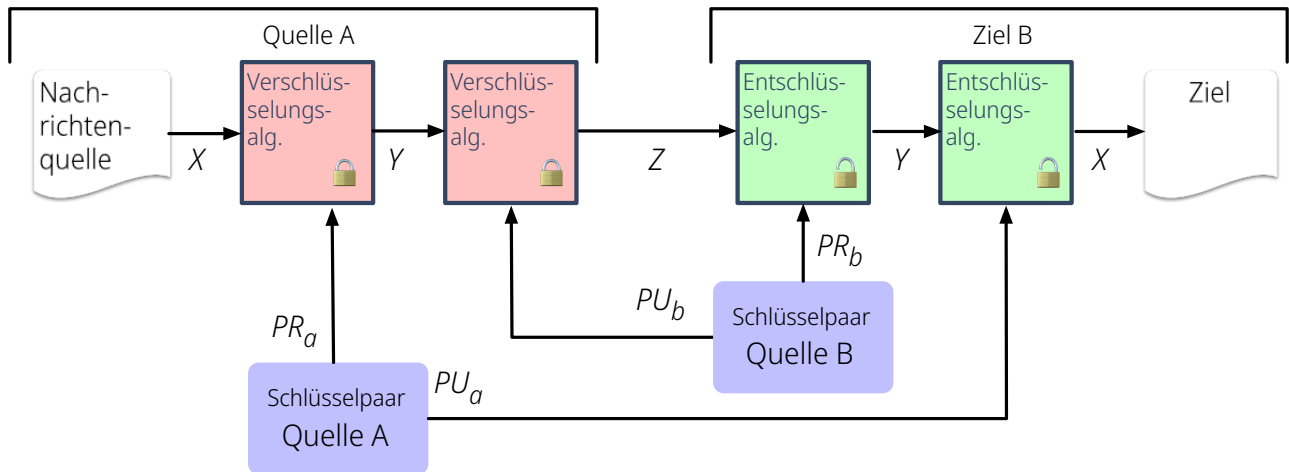 Quelle A
Ziel B
Nach-
richten-
quelle
X
Verschlüs-
selungs-
alg.
Y
Verschlüs-
selungs-
alg.
Z
Entschlüs-
selungs-
alg.
Y
Entschlüs-
selungs-
alg.
X
Ziel
PR_a
PU_b
PR_b
Schlüsselpaar
Quelle B
Schlüsselpaar
Quelle A
PU_a